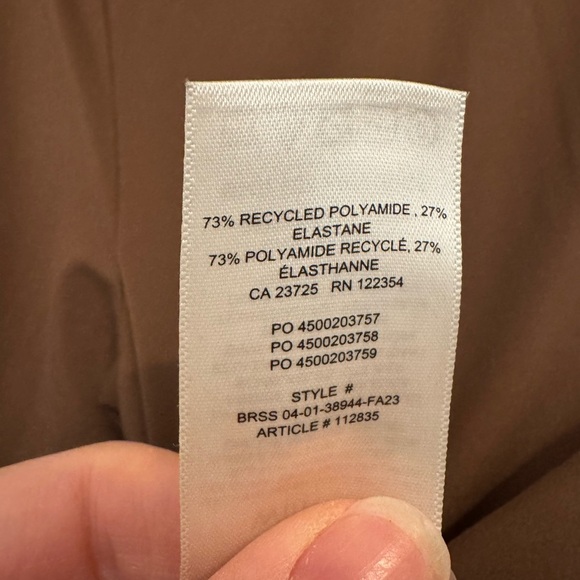 73% RECYCLED POLYAMIDE , 27%
ELASTANE
73% POLYAMIDE RECYCLÉ, 27%
ÉLASTHANNE
CA 23725 RN 122354
PO 4500203757
PO 4500203758
PO 4500203759
STYLE #
BRSS 04-01-38944-FA23
ARTICLE # 112835